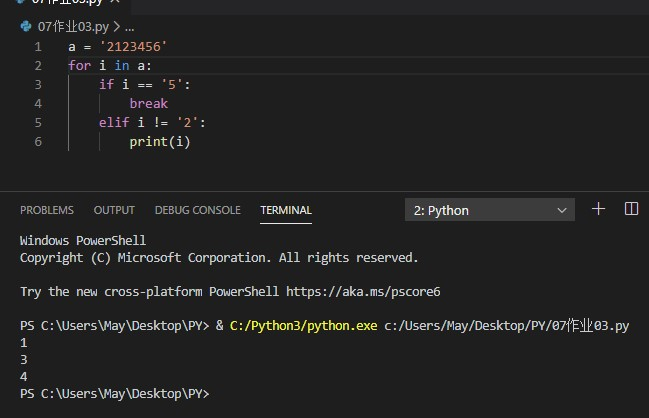 07作业03.py
07作业03.py > ...
1 a = '2123456'
2 for i in a:
3 if i == '5':
4 break
5 elif i != '2':
6 print(i)
PROBLEMS OUTPUT DEBUG CONSOLE TERMINAL 2: Python
Windows PowerShell
Copyright (C) Microsoft Corporation. All rights reserved.
Try the new cross-platform PowerShell https://aka.ms/pscore6
PS C:\Users\May\Desktop\PY> & C:/Python3/python.exe c:/Users/May/Desktop/PY/07作业03.py
1
3
4
PS C:\Users\May\Desktop\PY>